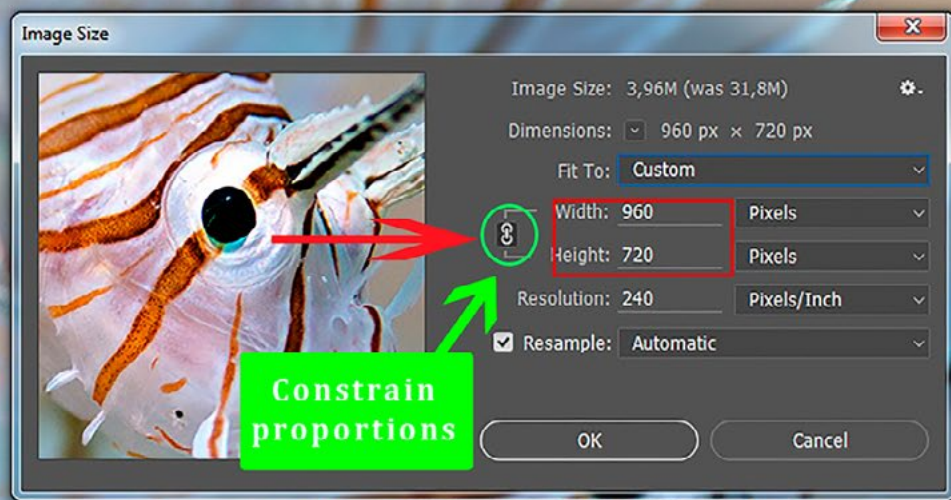 Image Size
Image Size: 3,96M (was 31,8M)
Dimensions: 960 px × 720 px
Fit To: Custom
Width: 960 Pixels
Height: 720 Pixels
Resolution: 240 Pixels/Inch
Resample: Automatic
Constrain
proportions
OK Cancel